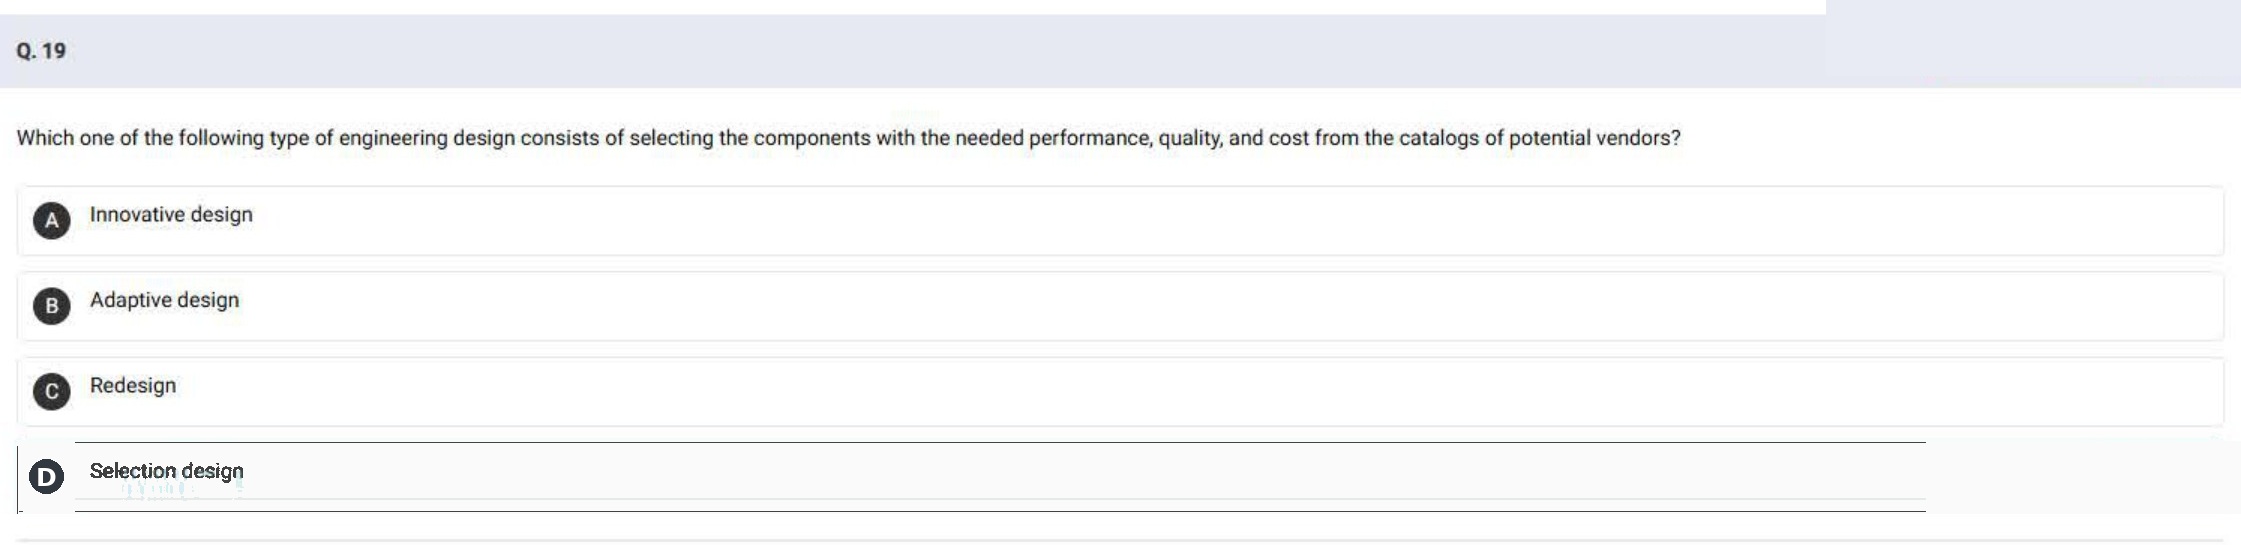 Q. 19
Which one of the following type of engineering design consists of selecting the components with the needed performance, quality, and cost from the catalogs of potential vendors?
A Innovative design
B Adaptive design
C Redesign
D Selection design